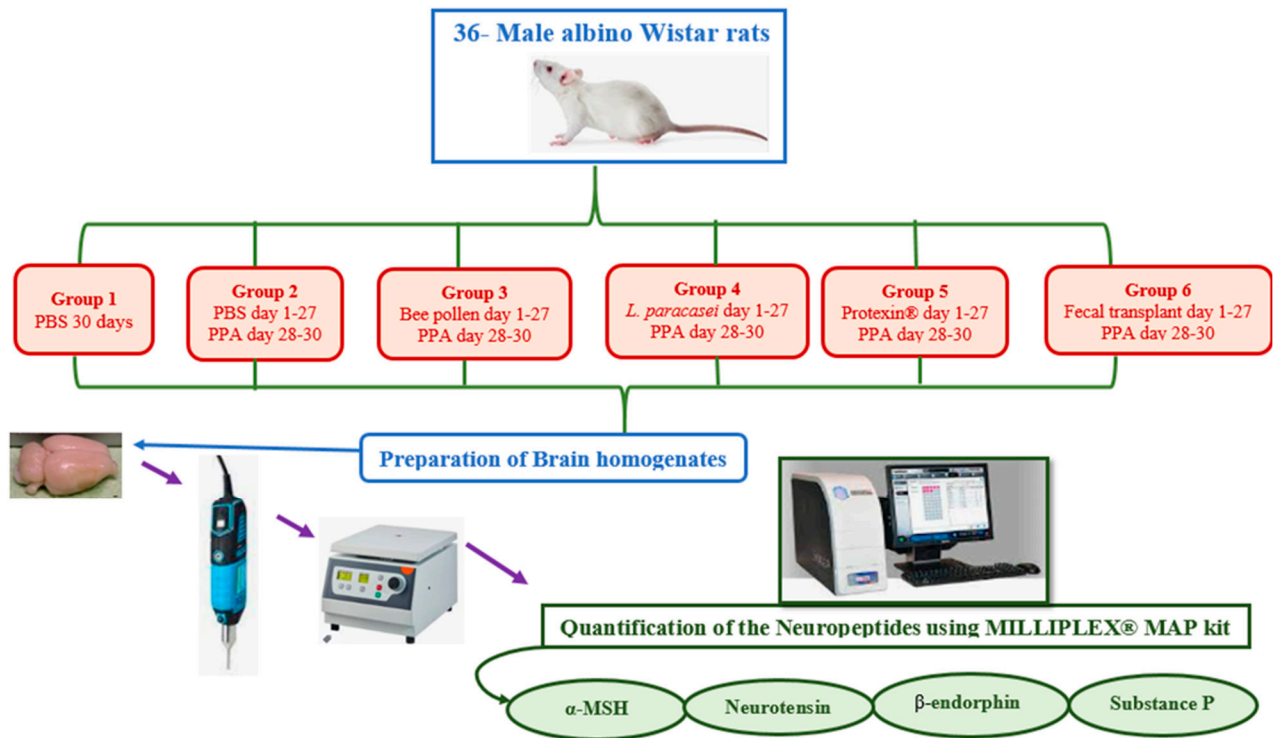 36- Male albino Wistar rats
Group 1
PBS 30 days
Group 2
PBS day 1-27
PPA day 28-30
Group 3
Bee pollen day 1-27
PPA day 28-30
Group 4
L. paracasei day 1-27
PPA day 28-30
Group 5
Protexin® day 1-27
PPA day 28-30
Group 6
Fecal transplant day 1-27
PPA day 28-30
Preparation of Brain homogenates
Quantification of the Neuropeptides using MILLIPLEX® MAP kit
α-MSH
Neurotensin
β-endorphin
Substance P